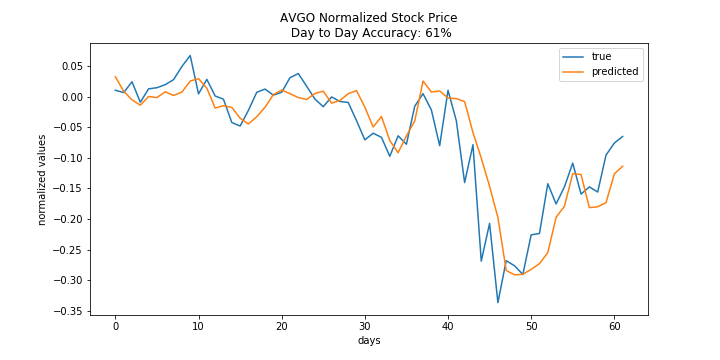 AVGO Normalized Stock Price
Day to Day Accuracy: 61%
true
predicted
normalized values
0.05
0.00
−0.05
−0.10
−0.15
−0.20
−0.25
−0.30
−0.35
0 10 20 30 40 50 60
days